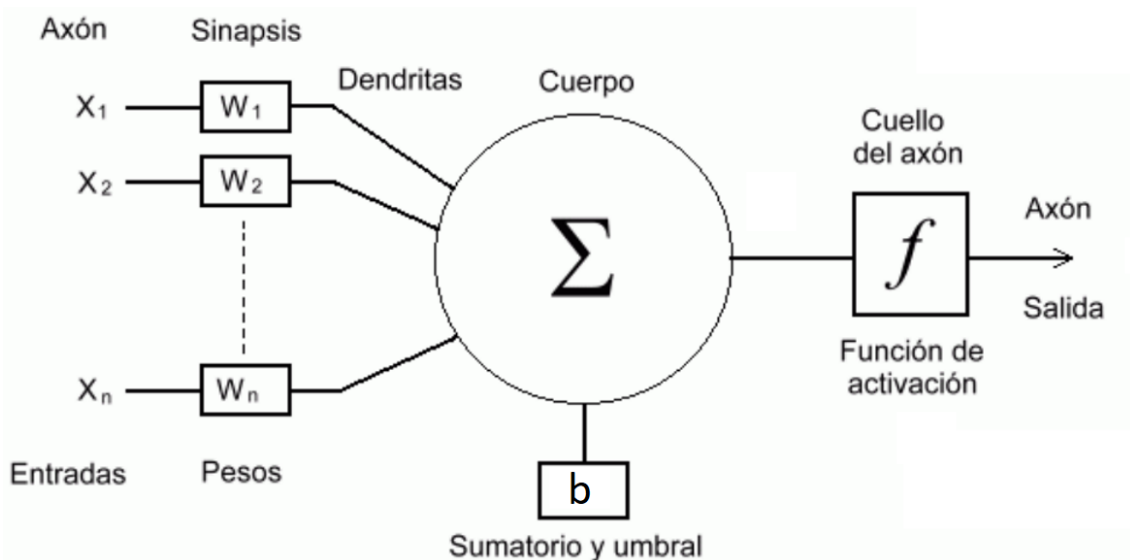 Axón
Sinapsis
Dendritas
Cuerpo
X1
W1
X2
W2
Xn
Wn
Σ
Cuello
del axón
f
Axón
Salida
Función de
activación
Entradas
Pesos
b
Sumatorio y umbral